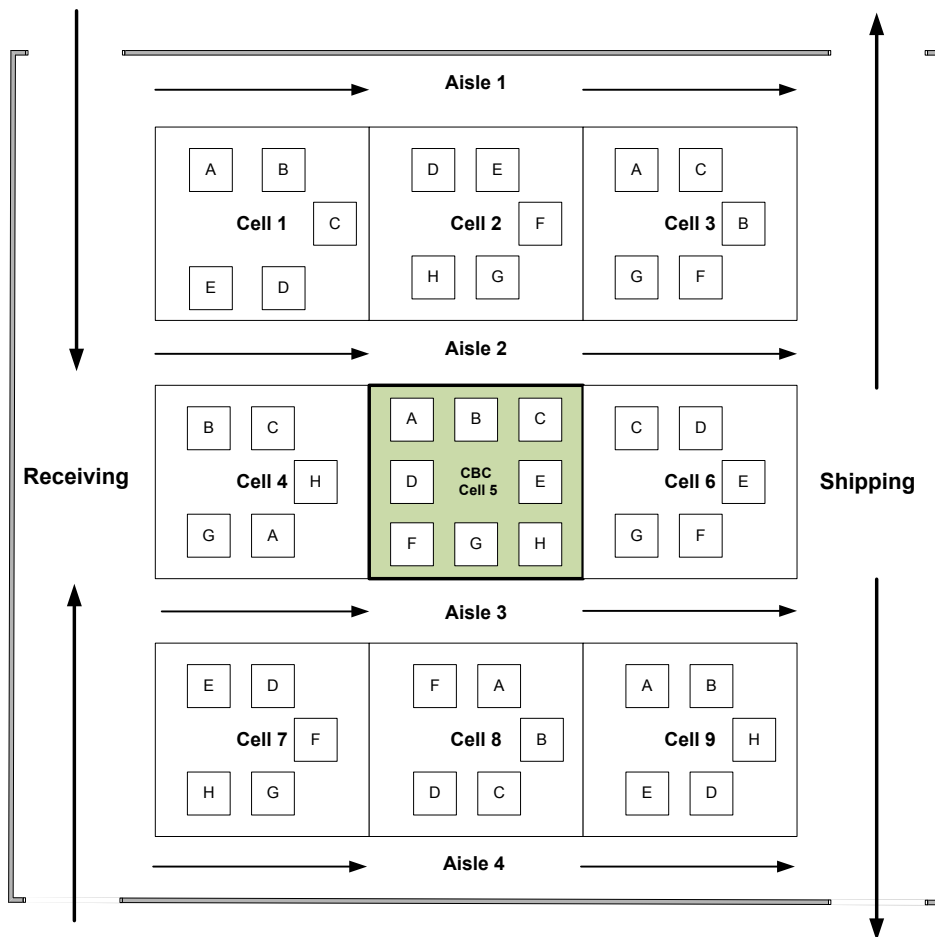 Aisle 1
A B D E A C
Cell 1 C Cell 2 F Cell 3 B
E D H G G F
Aisle 2
B C A B C C D
Receiving Cell 4 H D CBC
Cell 5 E Cell 6 E Shipping
G A F G H G F
Aisle 3
E D F A A B
Cell 7 F Cell 8 B Cell 9 H
H G D C E D
Aisle 4